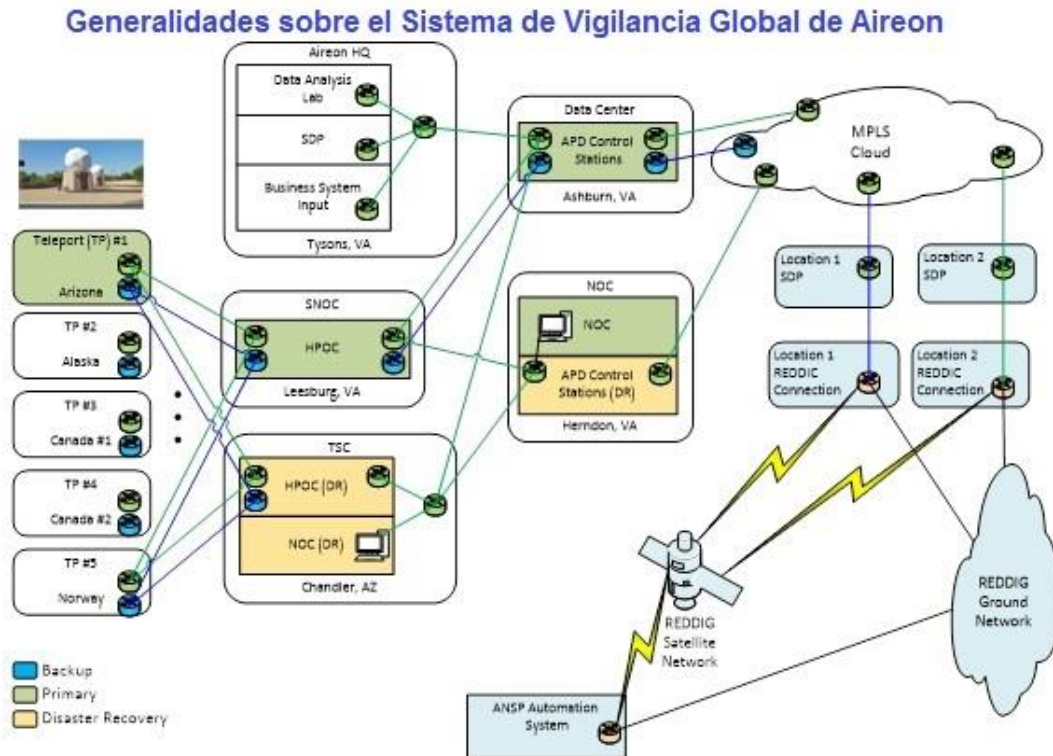 Generalidades sobre el Sistema de Vigilancia Global de Aireon
Aireon HQ
Data Analysis
Lab
SDP
Business System
Input
Tysons, VA
Data Center
APD Control
Stations
Ashburn, VA
MPLS
Cloud
Teleport (TP) #1
Arizona
TP #2
Alaska
TP #3
Canada #1
TP #4
Canada #2
TP #5
Norway
SNOC
HPOC
Leesburg, VA
TSC
HPOC (DR)
NOC (DR)
Chandler, AZ
NOC
NOC
APD Control
Stations (DR)
Herndon, VA
Location 1
SDP
Location 2
SDP
Location 1
REDDIC
Connection
Location 2
REDDIC
Connection
REDDIG
Satellite
Network
REDDIG
Ground
Network
ANSP Automation
System
Backup
Primary
Disaster Recovery